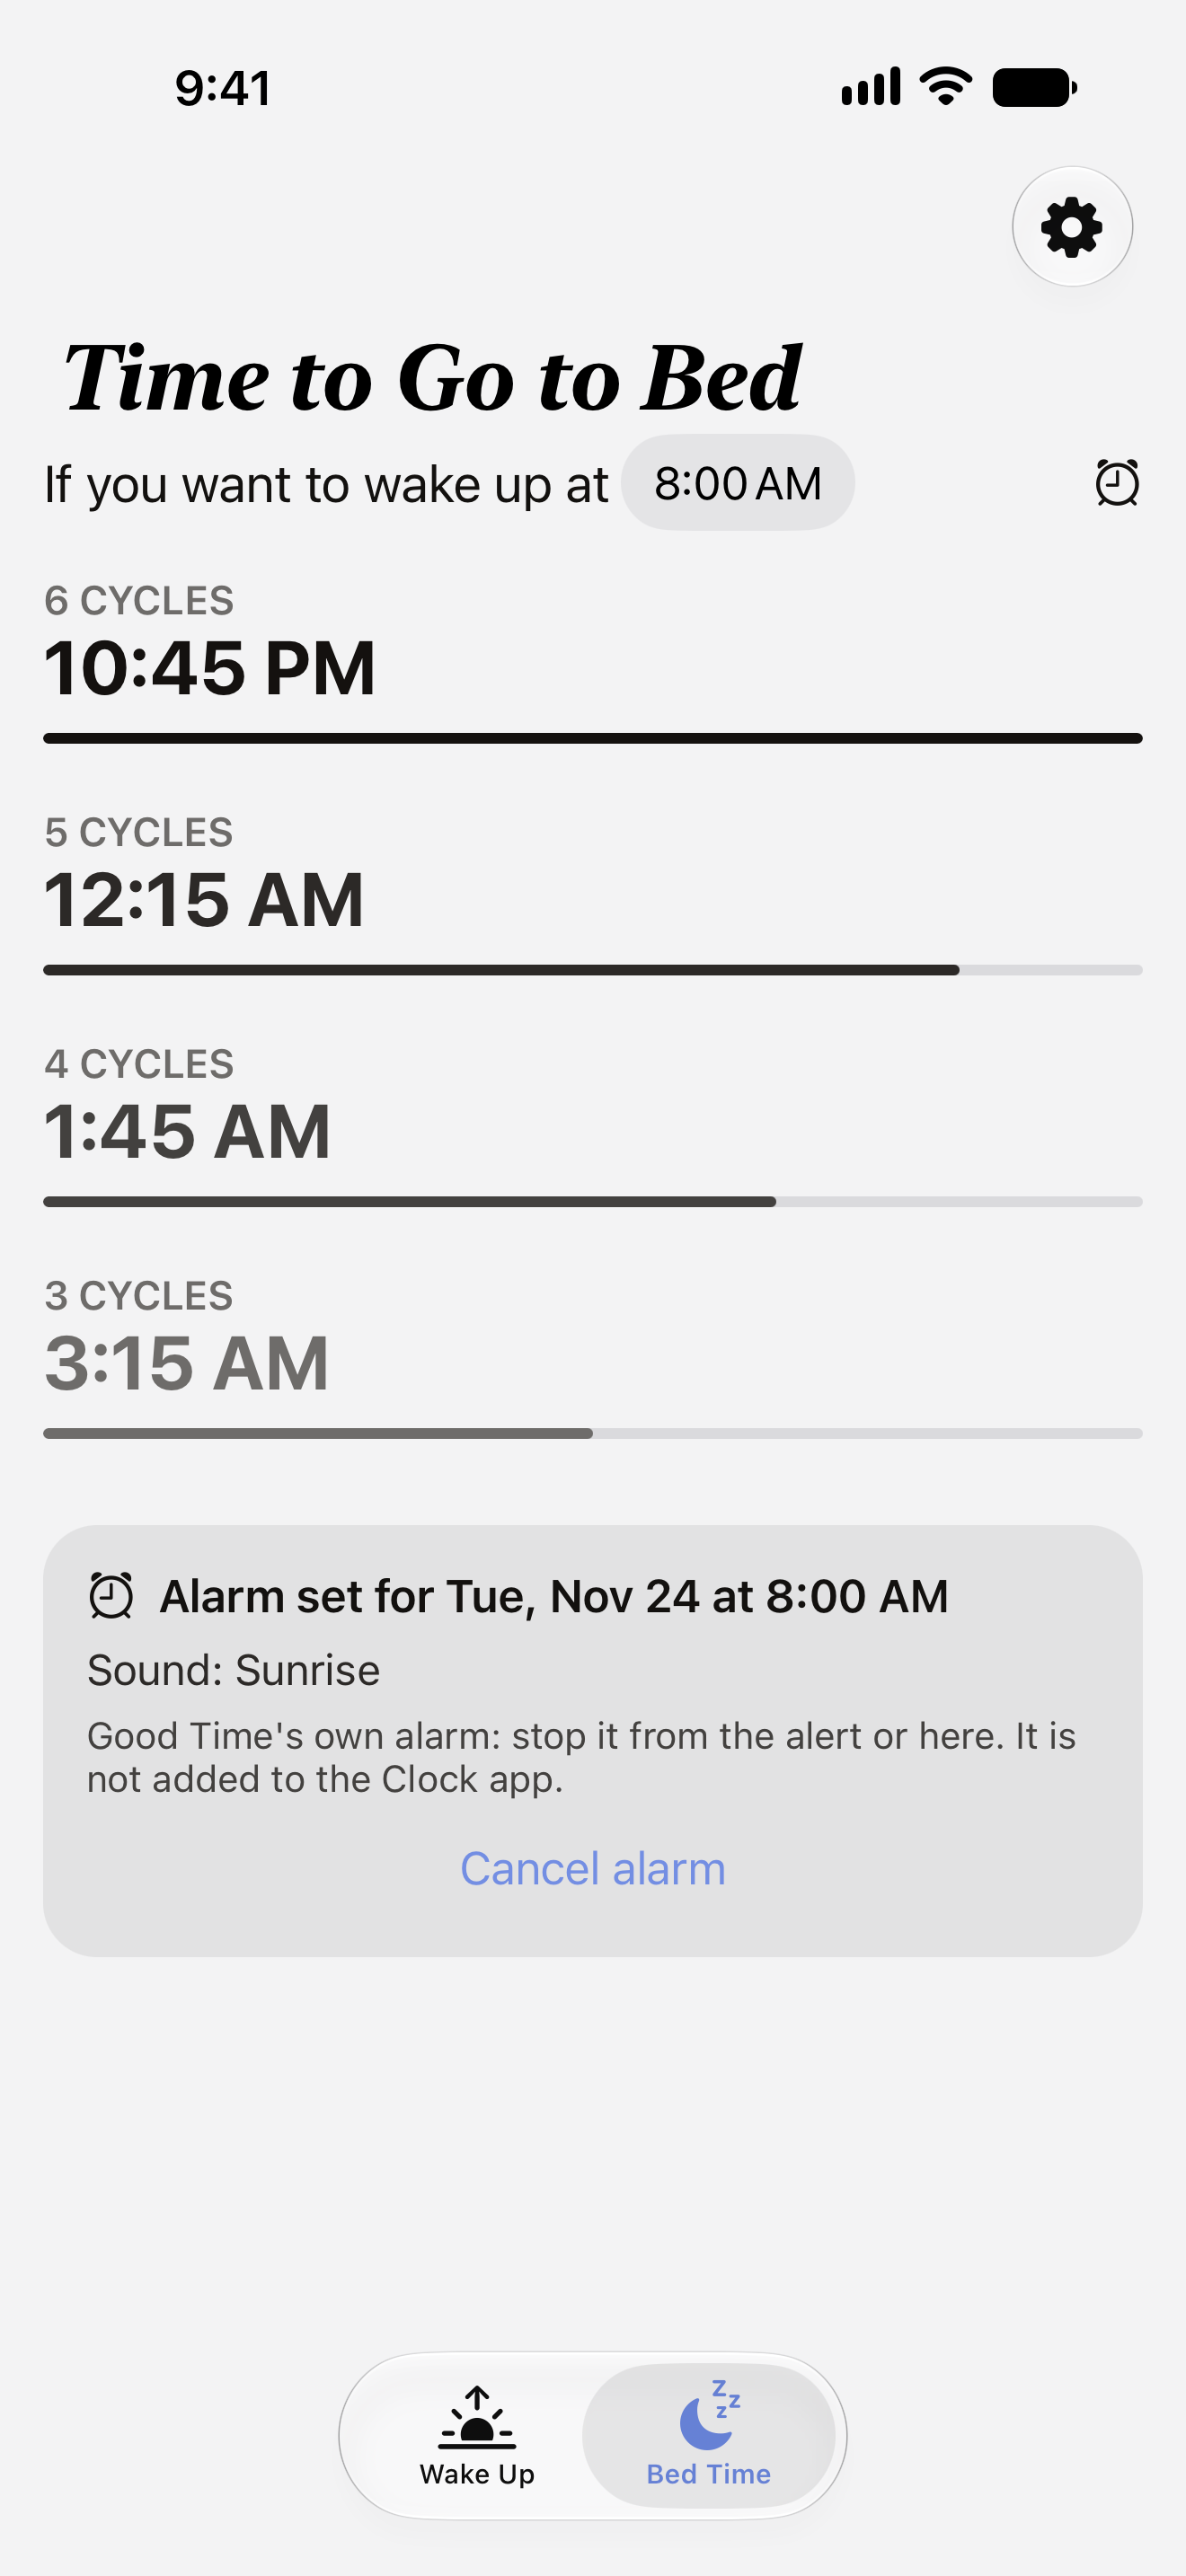 9:41
Time to Go to Bed
If you want to wake up at 8:00 AM
6 CYCLES
10:45 PM
5 CYCLES
12:15 AM
4 CYCLES
1:45 AM
3 CYCLES
3:15 AM
Alarm set for Tue, Nov 24 at 8:00 AM
Sound: Sunrise
Good Time's own alarm: stop it from the alert or here. It is
not added to the Clock app.
Cancel alarm
Wake Up
Bed Time